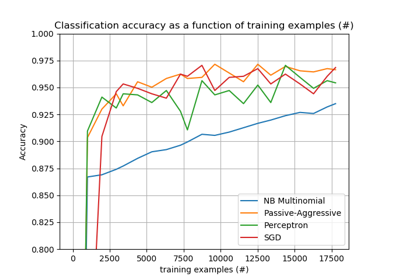 Classification accuracy as a function of training examples (#)
1.000
0.975
0.950
0.925
0.900
0.875
0.850
0.825
0.800
Accuracy
NB Multinomial
Passive-Aggressive
Perceptron
SGD
0 2500 5000 7500 10000 12500 15000 17500
training examples (#)